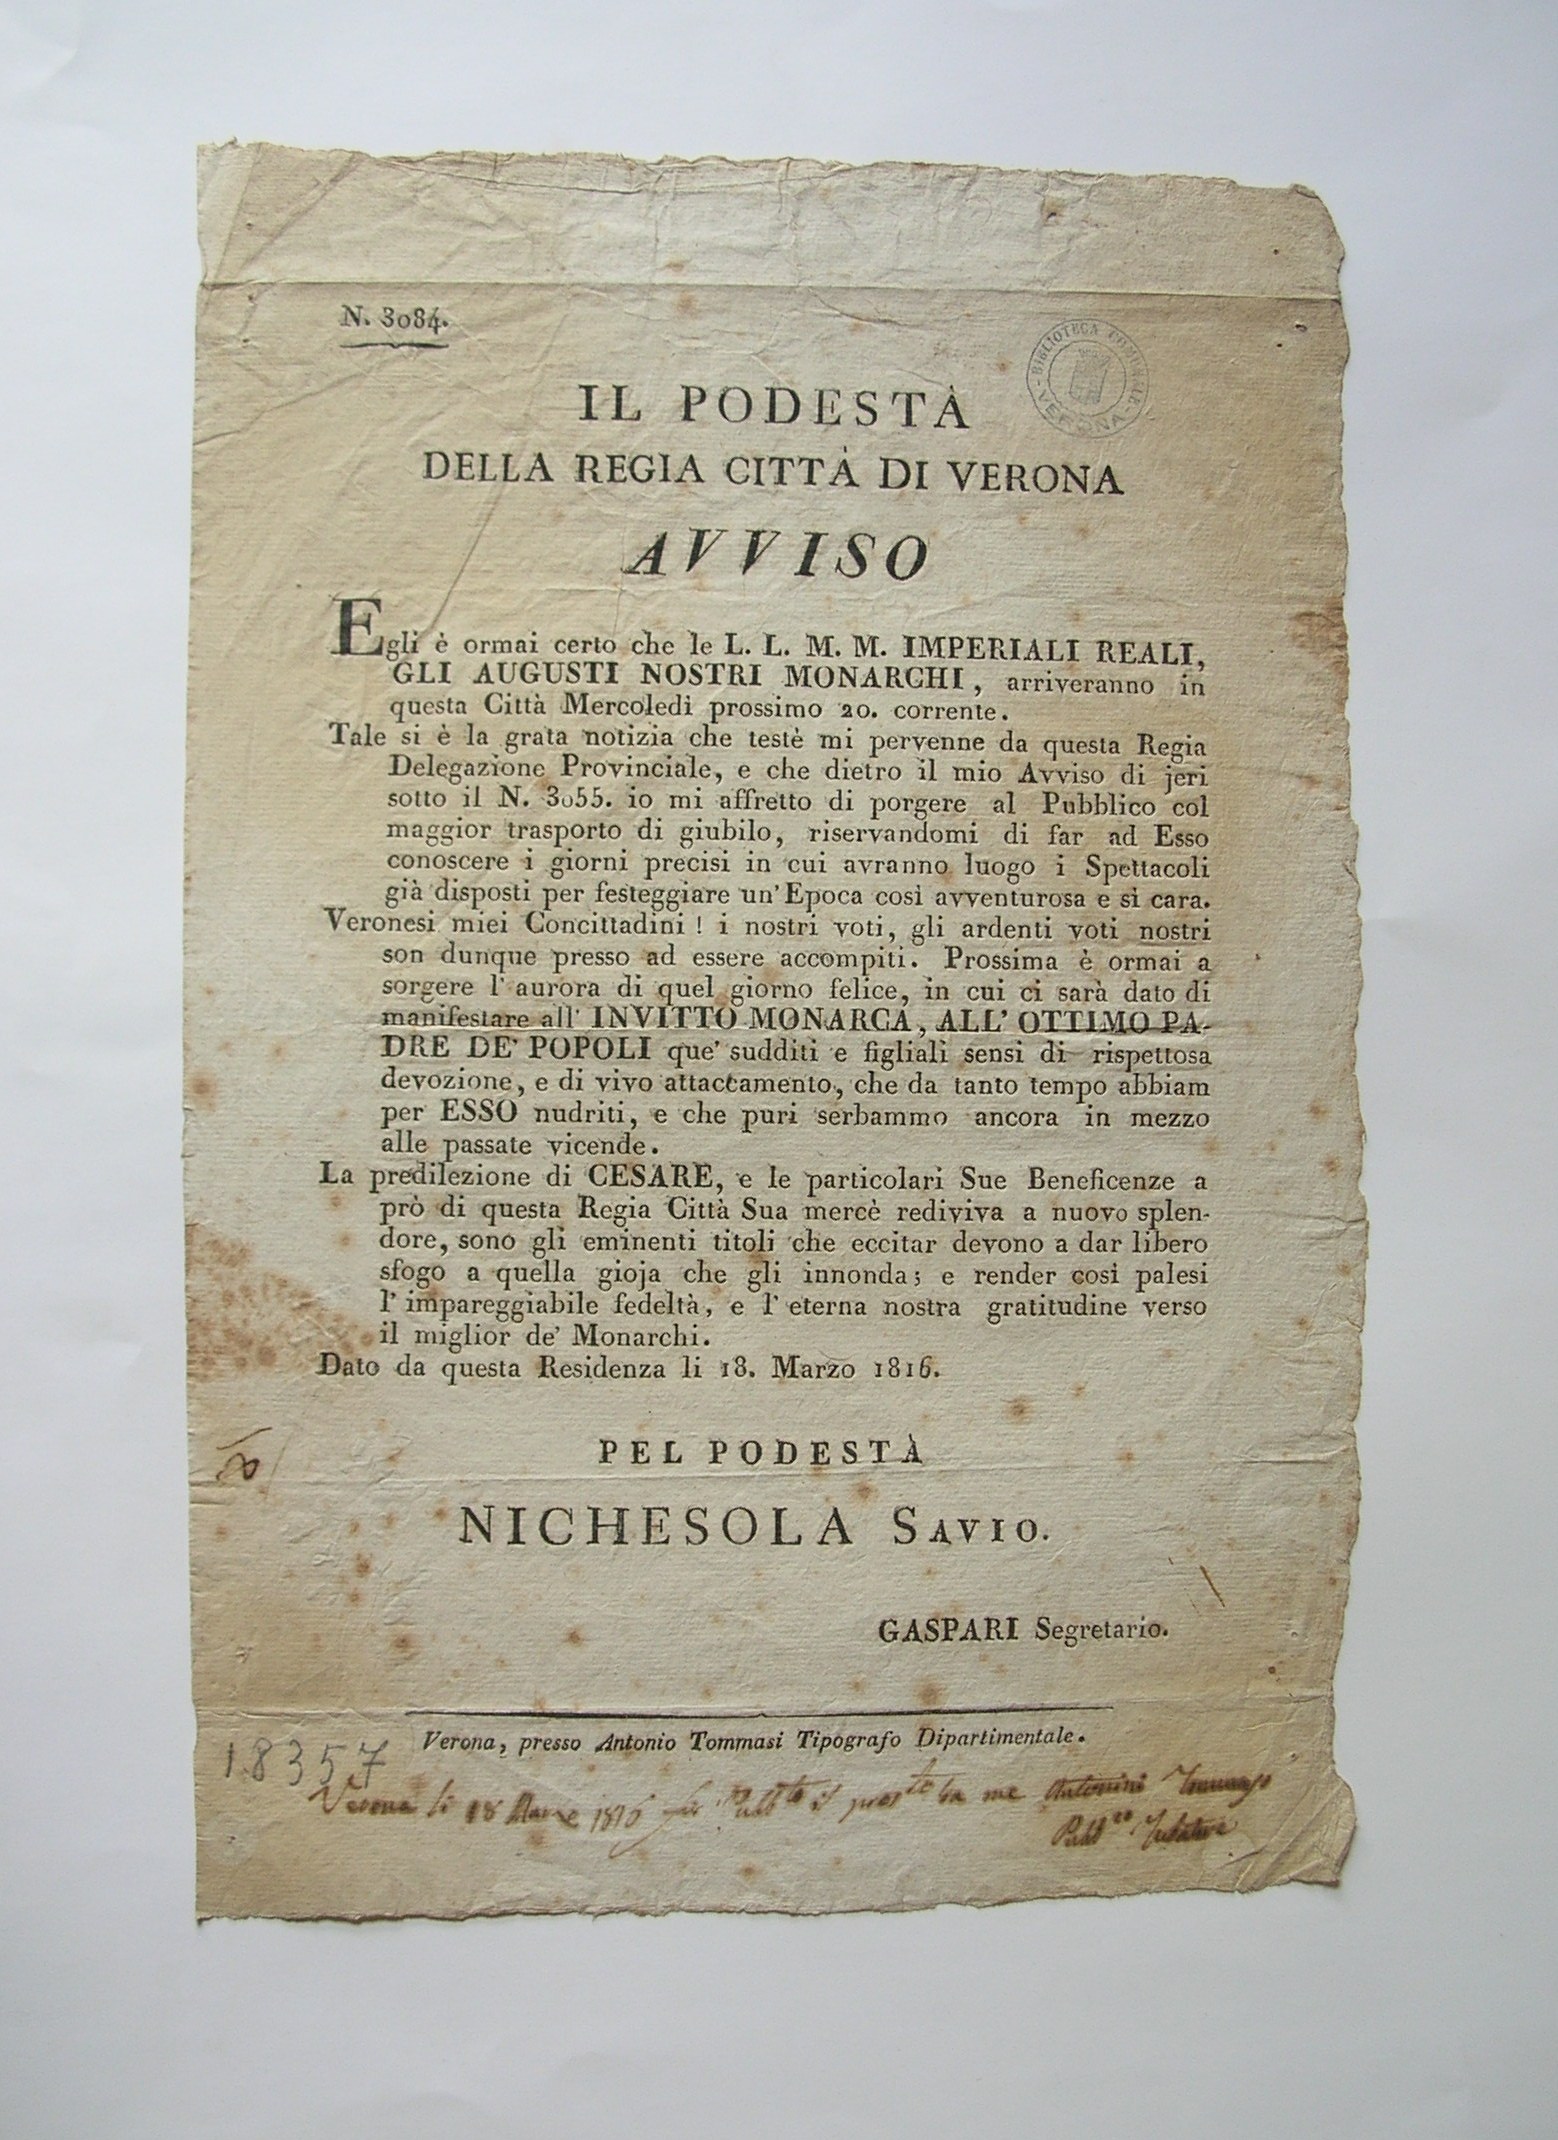 N. 3084.
BIBLIOTECA COMUNALE
VERONA
IL PODESTÀ
DELLA REGIA CITTÀ DI VERONA
AVVISO
Egli è ormai certo che le L. L. M. M. IMPERIALI REALI,
GLI AUGUSTI NOSTRI MONARCHI, arriveranno in
questa Città Mercoledì prossimo 20. corrente.
Tale si è la grata notizia che testè mi pervenne da questa Regia
Delegazione Provinciale, e che dietro il mio Avviso di jeri
sotto il N. 3055. io mi affretto di porgere al Pubblico col
maggior trasporto di giubilo, riservandomi di far ad Esso
conoscere i giorni precisi in cui avranno luogo i Spettacoli
già disposti per festeggiare un' Epoca così avventurosa e sì cara.
Veronesi miei Concittadini! i nostri voti, gli ardenti voti nostri
son dunque presso ad essere accompiti. Prossima è ormai a
sorgere l' aurora di quel giorno felice, in cui ci sarà dato di
manifestare all' INVITTO MONARCA, ALL' OTTIMO PA-
DRE DE' POPOLI que' sudditi e figliali sensi di rispettosa
devozione, e di vivo attaccamento, che da tanto tempo abbiam
per ESSO nudriti, e che puri serbammo ancora in mezzo
alle passate vicende.
La predilezione di CESARE, e le particolari Sue Beneficenze a
prò di questa Regia Città Sua mercè rediviva a nuovo splen-
dore, sono gli eminenti titoli che eccitar devono a dar libero
sfogo a quella gioja che gli innonda; e render così palesi
l' impareggiabile fedeltà, e l' eterna nostra gratitudine verso
il miglior de' Monarchi.
Dato da questa Residenza li 18. Marzo 1816.
PEL PODESTÀ
NICHESOLA SAVIO.
GASPARI Segretario.
Verona, presso Antonio Tommasi Tipografo Dipartimentale.
18357
Verona li 18 Marzo 1816 da me Antonini Tommaso